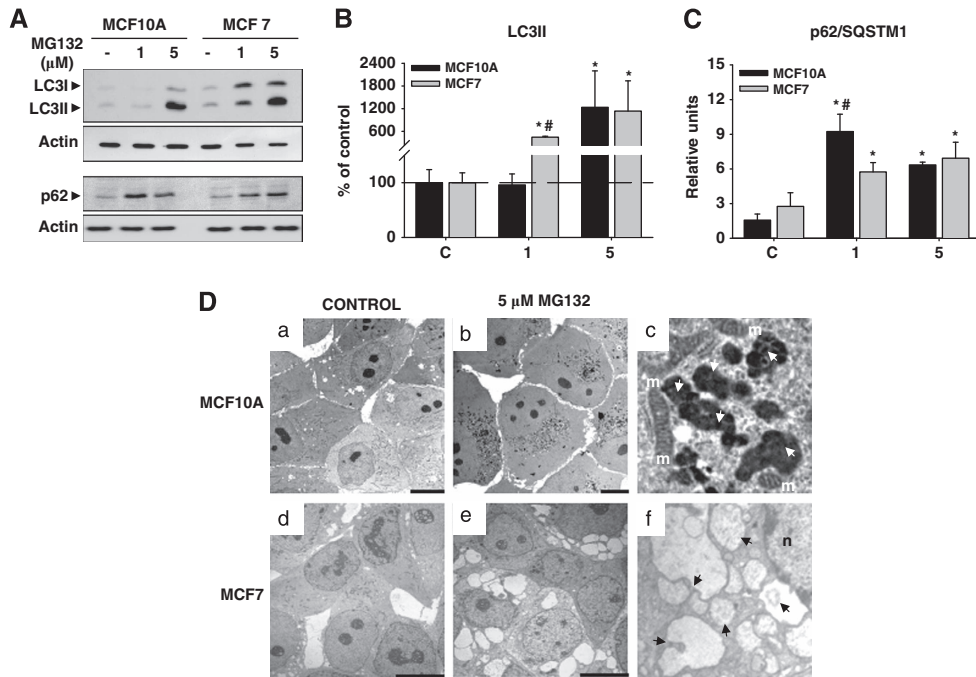 A
MCF10A MCF 7
MG132 (μM) - 1 5 - 1 5
LC3I
LC3II
Actin
p62
Actin
B
LC3II
% of control
2400
1800
1200
600
100
0
MCF10A
MCF7
* #
*
*
C 1 5
C
p62/SQSTM1
Relative units
15
12
9
6
3
0
MCF10A
MCF7
* #
*
*
*
C 1 5
D
CONTROL 5 μM MG132
MCF10A
a
b
c
m
m
m
m
MCF7
d
e
f
n